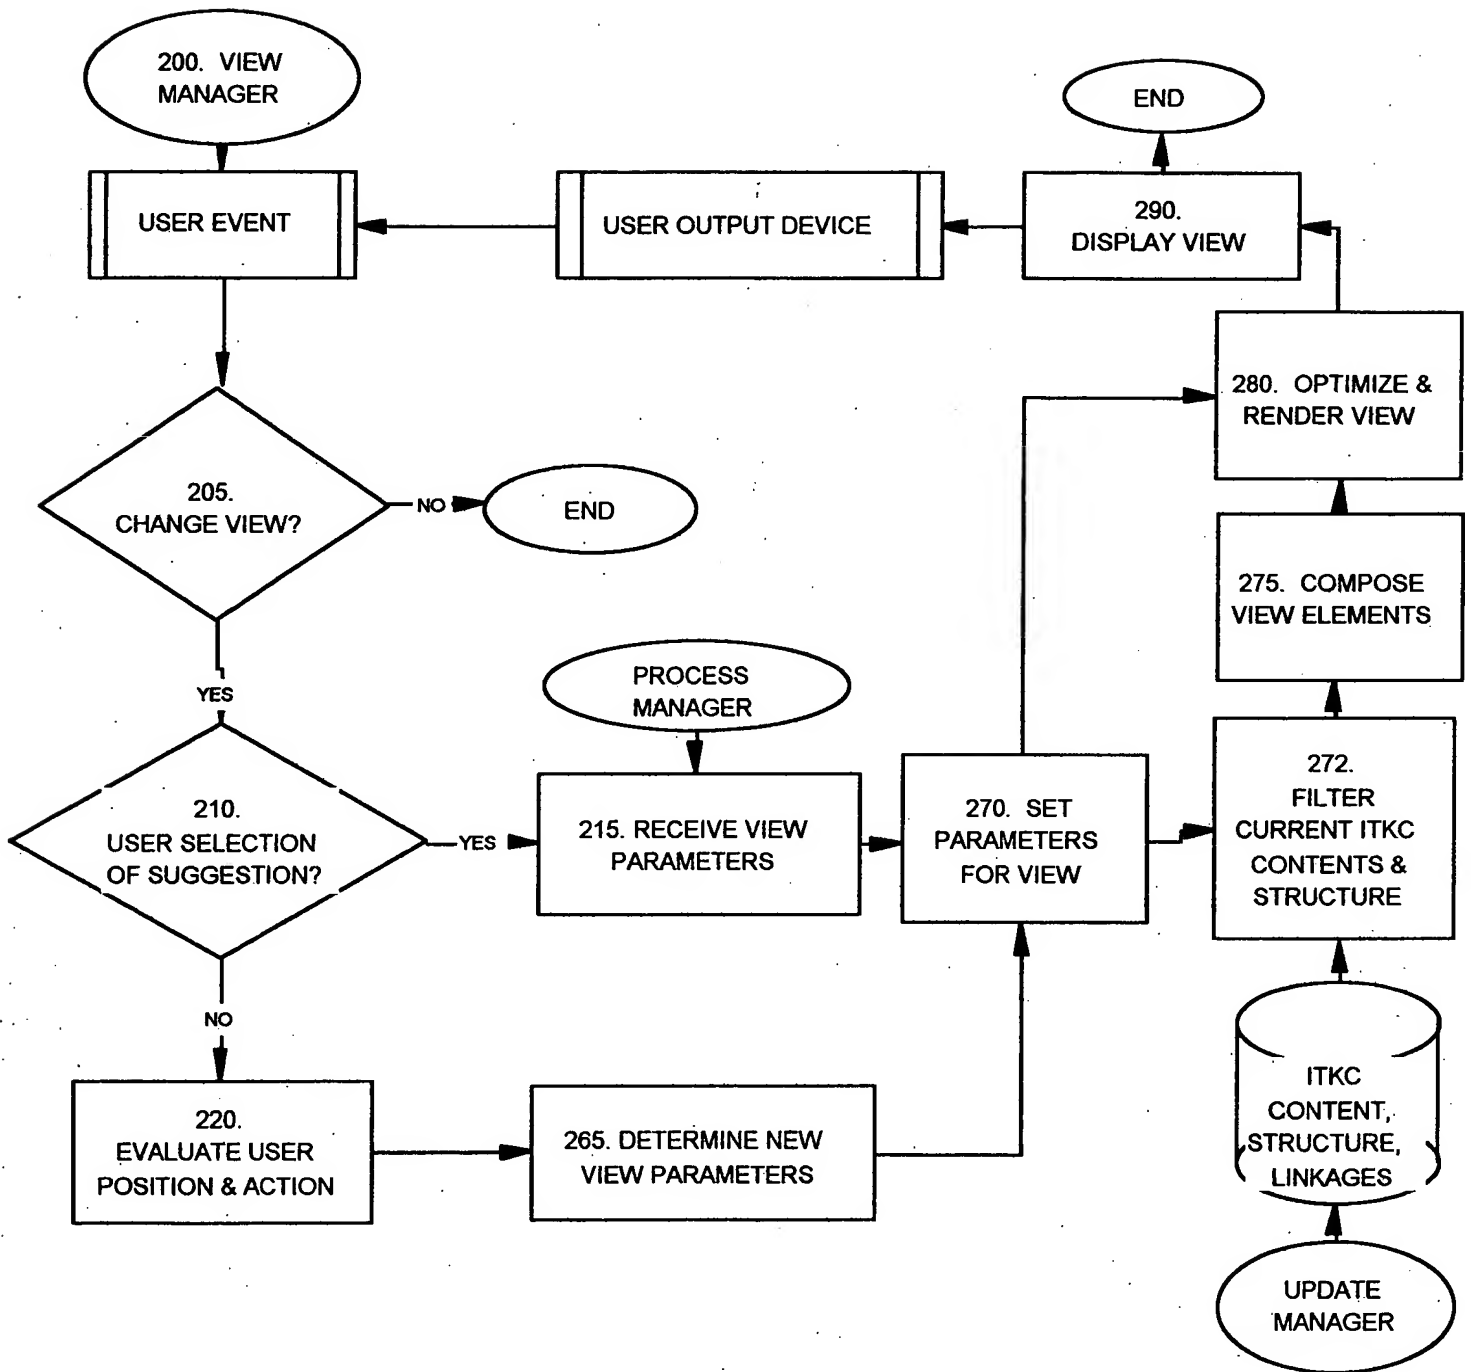 200. VIEW
MANAGER
END
USER EVENT
USER OUTPUT DEVICE
290.
DISPLAY VIEW
280. OPTIMIZE &
RENDER VIEW
205.
CHANGE VIEW?
NO
END
275. COMPOSE
VIEW ELEMENTS
YES
PROCESS
MANAGER
210.
USER SELECTION
OF SUGGESTION?
YES
215. RECEIVE VIEW
PARAMETERS
270. SET
PARAMETERS
FOR VIEW
272.
FILTER
CURRENT ITKC
CONTENTS &
STRUCTURE
NO
220.
EVALUATE USER
POSITION & ACTION
265. DETERMINE NEW
VIEW PARAMETERS
ITKC
CONTENT,
STRUCTURE,
LINKAGES
UPDATE
MANAGER